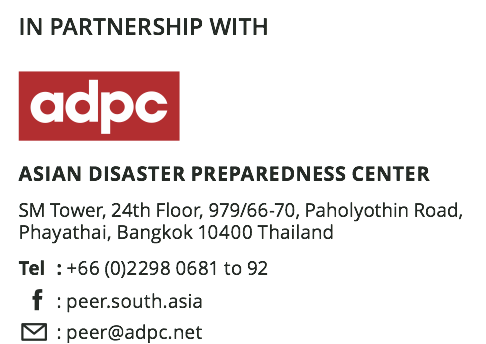 IN PARTNERSHIP WITH
adpc
ASIAN DISASTER PREPAREDNESS CENTER
SM Tower, 24th Floor, 979/66-70, Paholyothin Road,
Phayathai, Bangkok 10400 Thailand
Tel : +66 (0)2298 0681 to 92
f : peer.south.asia
: peer@adpc.net